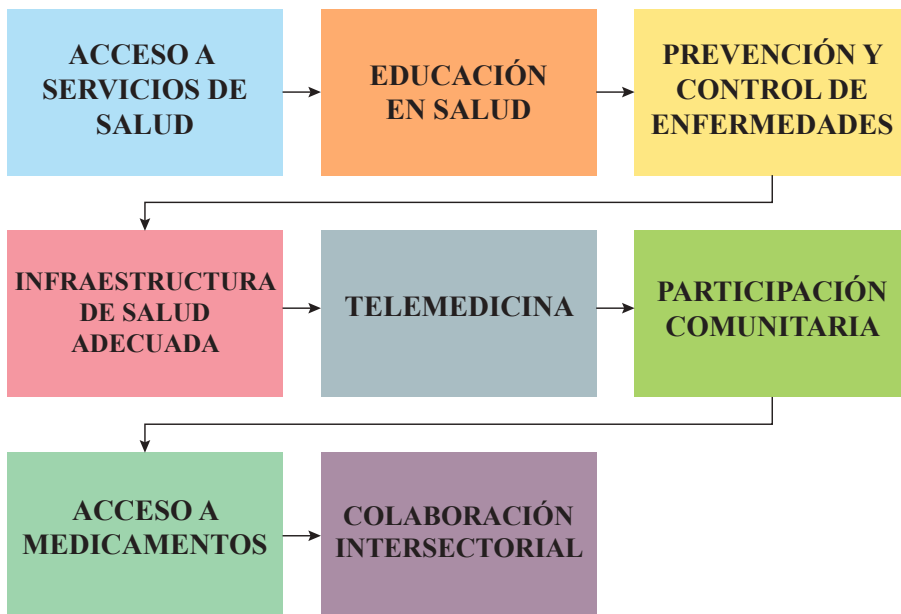 ACCESO A
SERVICIOS DE
SALUD
EDUCACIÓN
EN SALUD
PREVENCIÓN Y
CONTROL DE
ENFERMEDADES
INFRAESTRUCTURA
DE SALUD
ADECUADA
TELEMEDICINA
PARTICIPACIÓN
COMUNITARIA
ACCESO A
MEDICAMENTOS
COLABORACIÓN
INTERSECTORIAL